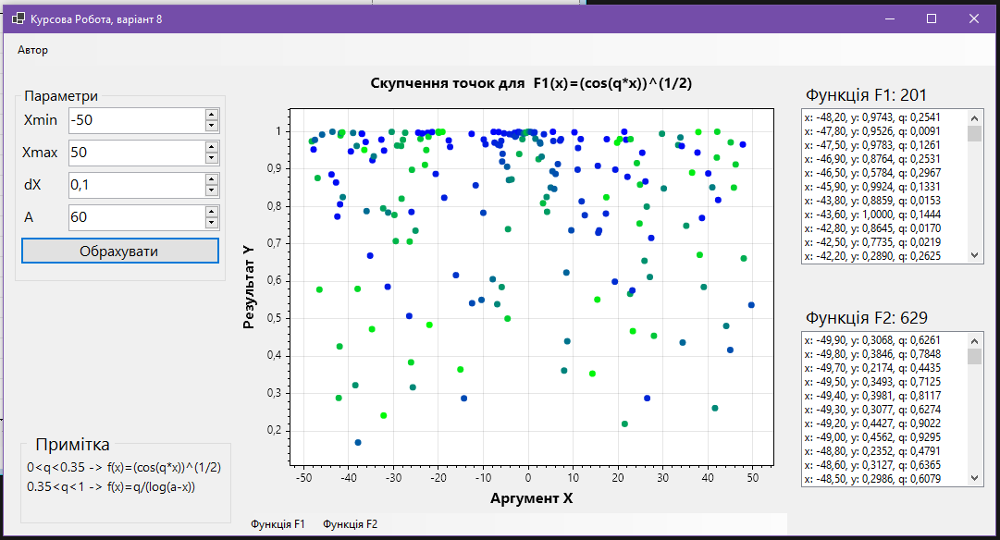 Курсова Робота, варіант 8
Автор
Параметри
Xmin -50
Xmax 50
dX 0,1
A 60
Обрахувати
Примітка
0<q<0.35 -> f(x)=(cos(q*x))^(1/2)
0.35<q<1 -> f(x)=q/(log(a-x))
Скупчення точок для F1(x)=(cos(q*x))^(1/2)
Результат Y
1
0,9
0,8
0,7
0,6
0,5
0,4
0,3
0,2
-50 -40 -30 -20 -10 0 10 20 30 40 50
Аргумент X
Функція F1 Функція F2
Функція F1: 201
x: -48,20, y: 0,9743, q: 0,2541
x: -47,80, y: 0,9526, q: 0,0091
x: -47,50, y: 0,9783, q: 0,1261
x: -46,90, y: 0,8764, q: 0,2531
x: -46,50, y: 0,5784, q: 0,2967
x: -45,90, y: 0,9924, q: 0,1331
x: -43,80, y: 0,8859, q: 0,0153
x: -43,60, y: 1,0000, q: 0,1444
x: -42,80, y: 0,8645, q: 0,0170
x: -42,50, y: 0,7735, q: 0,0219
x: -42,20, y: 0,2890, q: 0,2625
Функція F2: 629
x: -49,90, y: 0,3068, q: 0,6261
x: -49,80, y: 0,3846, q: 0,7848
x: -49,70, y: 0,2174, q: 0,4435
x: -49,50, y: 0,3493, q: 0,7125
x: -49,40, y: 0,3981, q: 0,8117
x: -49,30, y: 0,3077, q: 0,6274
x: -49,20, y: 0,4427, q: 0,9022
x: -49,00, y: 0,4562, q: 0,9295
x: -48,80, y: 0,2352, q: 0,4791
x: -48,60, y: 0,3127, q: 0,6365
x: -48,50, y: 0,2986, q: 0,6079